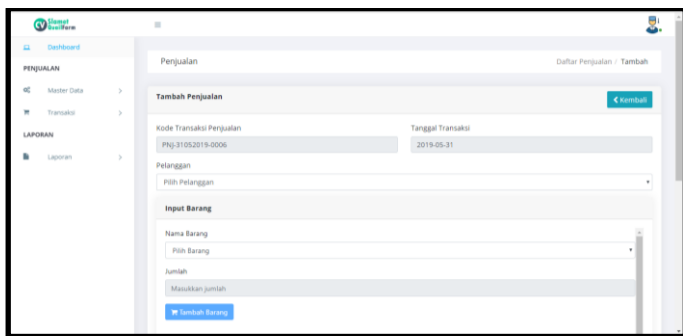 CV Slamet
Dashboard
PENJUALAN
Master Data
Transaksi
LAPORAN
Laporan
Penjualan
Daftar Penjualan / Tambah
Tambah Penjualan
Kembali
Kode Transaksi Penjualan
Tanggal Transaksi
PNJ-31052019-0006
2019-05-31
Pelanggan
Pilih Pelanggan
Input Barang
Nama Barang
Pilih Barang
Jumlah
Masukkan jumlah
Tambah Barang